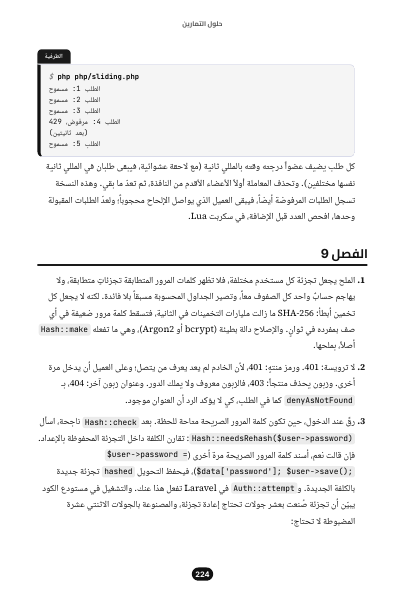 حلول التمارين
الطرفية
$ php php/sliding.php
الطلب 1: مسموح
الطلب 2: مسموح
الطلب 3: مسموح
الطلب 4: مرفوض، 429
(بعد ثانيتين)
الطلب 5: مسموح
كل طلب يضيف عضواً درجته وقته بالمللي ثانية (مع لاحقة عشوائية، فيبقى طلبان في المللي ثانية
نفسها مختلفين). وتحذف المعاملة أولاً الأعضاء الأقدم من النافذة، ثم تعدّ ما بقي. وهذه النسخة
تسجل الطلبات المرفوضة أيضاً، فيبقى العميل الذي يواصل الإلحاح محجوباً؛ ولعدّ الطلبات المقبولة
وحدها، افحص العدد قبل الإضافة، في سكربت Lua.
الفصل 9
1. الملح يجعل تجزئة كل مستخدم مختلفة، فلا تظهر كلمات المرور المتطابقة تجزئاتٍ متطابقة، ولا
يهاجم حسابٌ واحد كل الصفوف معاً، وتصير الجداول المحسوبة مسبقاً بلا فائدة. لكنه لا يجعل كل
تخمين أبطأ: SHA-256 ما زالت مليارات التخمينات في الثانية، فتسقط كلمة مرور ضعيفة في أي
صف بمفرده في ثوانٍ. والإصلاح دالة بطيئة (bcrypt أو Argon2)، وهي ما تفعله Hash::make
أصلاً، بملحها.
2. لا ترويسة: 401. ورمز منتهٍ: 401، لأن الخادم لم يعد يعرف من يتصل؛ وعلى العميل أن يدخل مرة
أخرى. وزبون يحذف منتجاً: 403، فالزبون معروف ولا يملك الدور. وعنوان زبون آخر: 404، بـ
denyAsNotFound كما في الطلب، كي لا يؤكد الرد أن العنوان موجود.
3. رقِّ عند الدخول، حين تكون كلمة المرور الصريحة متاحة للحظة. بعد Hash::check ناجحة، اسأل
Hash::needsRehash($user->password) : تقارن الكلفة داخل التجزئة المحفوظة بالإعداد.
فإن قالت نعم، أسند كلمة المرور الصريحة مرة أخرى ($user->password =
$data['password']; $user->save();)، فيحفظ التحويل hashed تجزئة جديدة
بالكلفة الجديدة. و Auth::attempt في Laravel تفعل هذا عنك. والتشغيل في مستودع الكود
يبيّن أن تجزئة صُنعت بعشر جولات تحتاج إعادة تجزئة، والمصنوعة بالجولات الاثنتي عشرة
المضبوطة لا تحتاج:
224